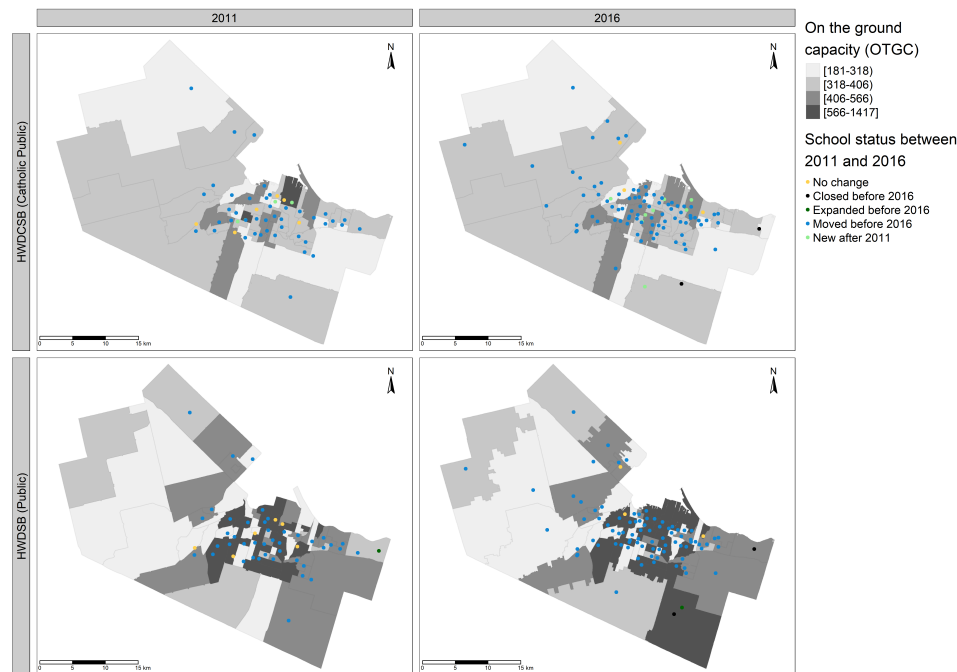 2011
2016
HWDCSB (Catholic Public)
HWDSB (Public)
N
0 5 10 15 km
N
0 5 10 15 km
N
0 5 10 15 km
N
0 5 10 15 km
On the ground
capacity (OTGC)
[181-318)
[318-406)
[406-566)
[566-1417]
School status between
2011 and 2016
No change
Closed before 2016
Expanded before 2016
Moved before 2016
New after 2011